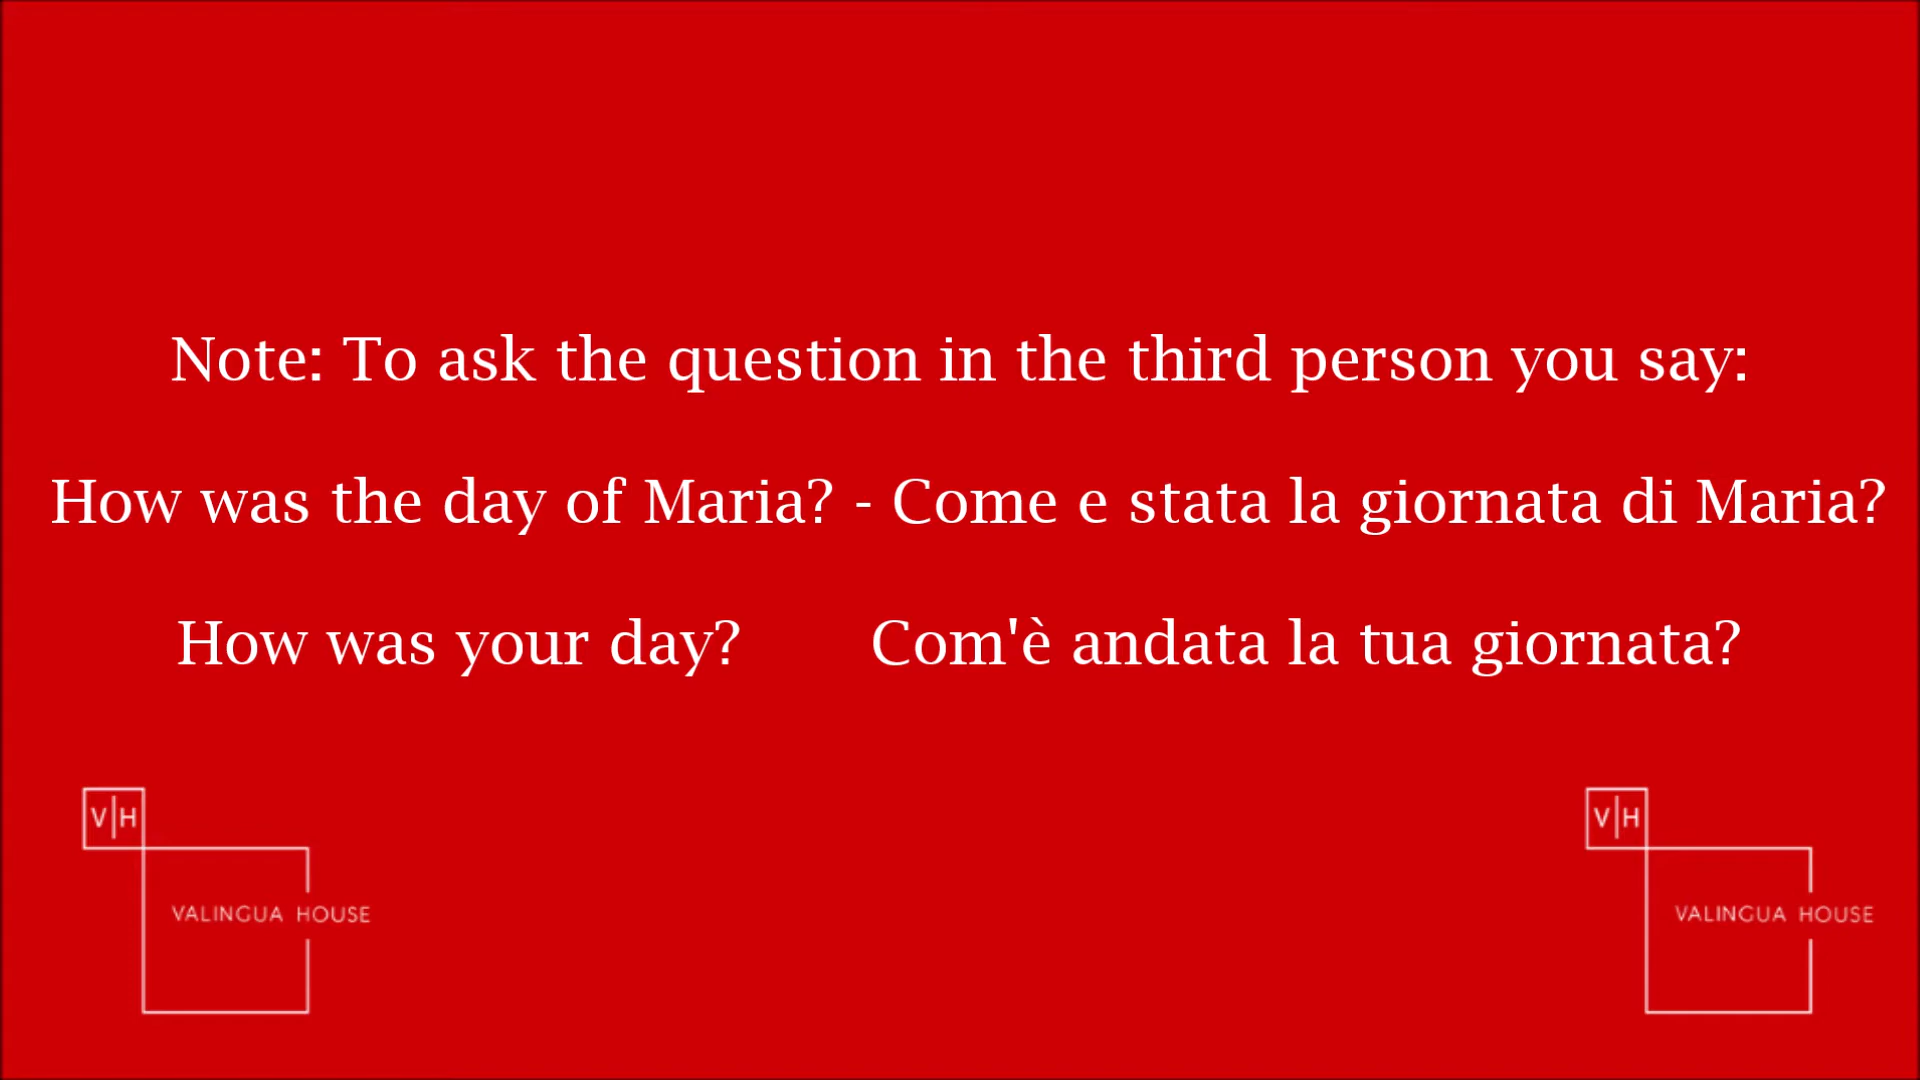 Note: To ask the question in the third person you say:
How was the day of Maria? - Come e stata la giornata di Maria?
How was your day? Com'è andata la tua giornata?
V|H
VALINGUA HOUSE
V|H
VALINGUA HOUSE